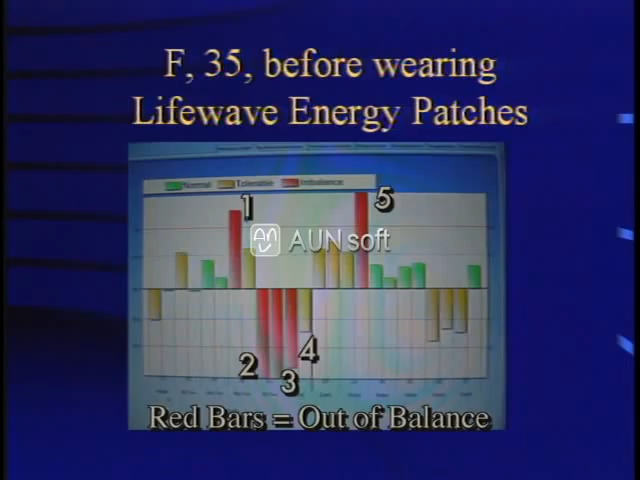 F, 35, before wearing
Lifewave Energy Patches
Normal Tolerable Imbalance
1
5
AUN soft
2
3
4
Red Bars = Out of Balance